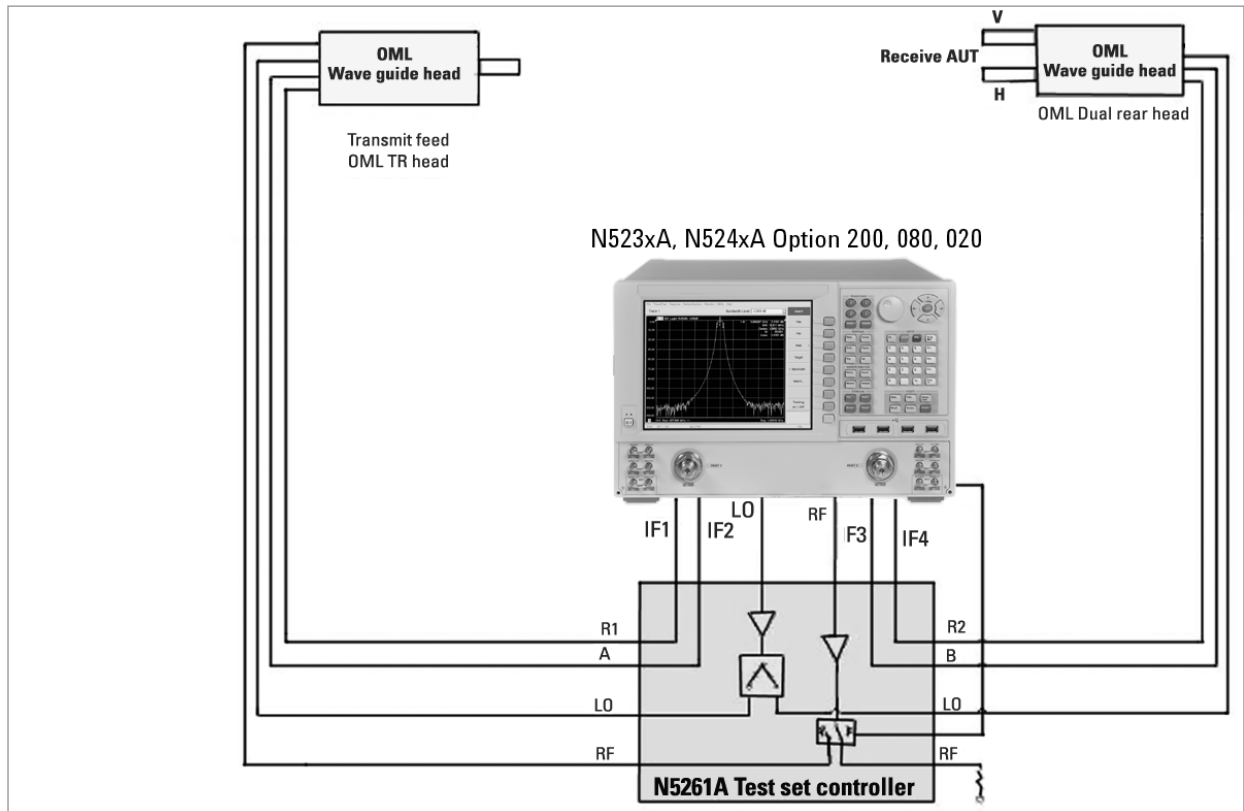 OML
Wave guide head
Transmit feed
OML TR head
V
Receive AUT
H
OML
Wave guide head
OML Dual rear head
N523xA, N524xA Option 200, 080, 020
IF1
IF2
LO
RF
IF4
R1
A
LO
RF
R2
B
LO
RF
N5261A Test set controller